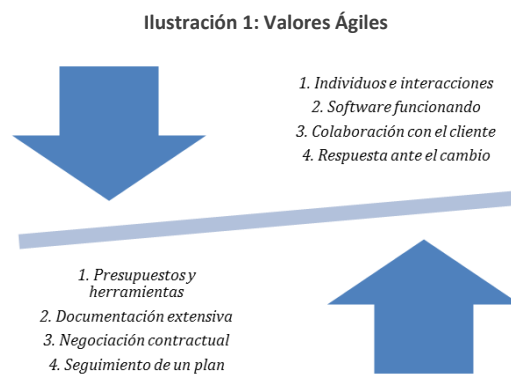 Ilustración 1: Valores Ágiles
1. Individuos e interacciones
2. Software funcionando
3. Colaboración con el cliente
4. Respuesta ante el cambio
1. Presupuestos y
herramientas
2. Documentación extensiva
3. Negociación contractual
4. Seguimiento de un plan